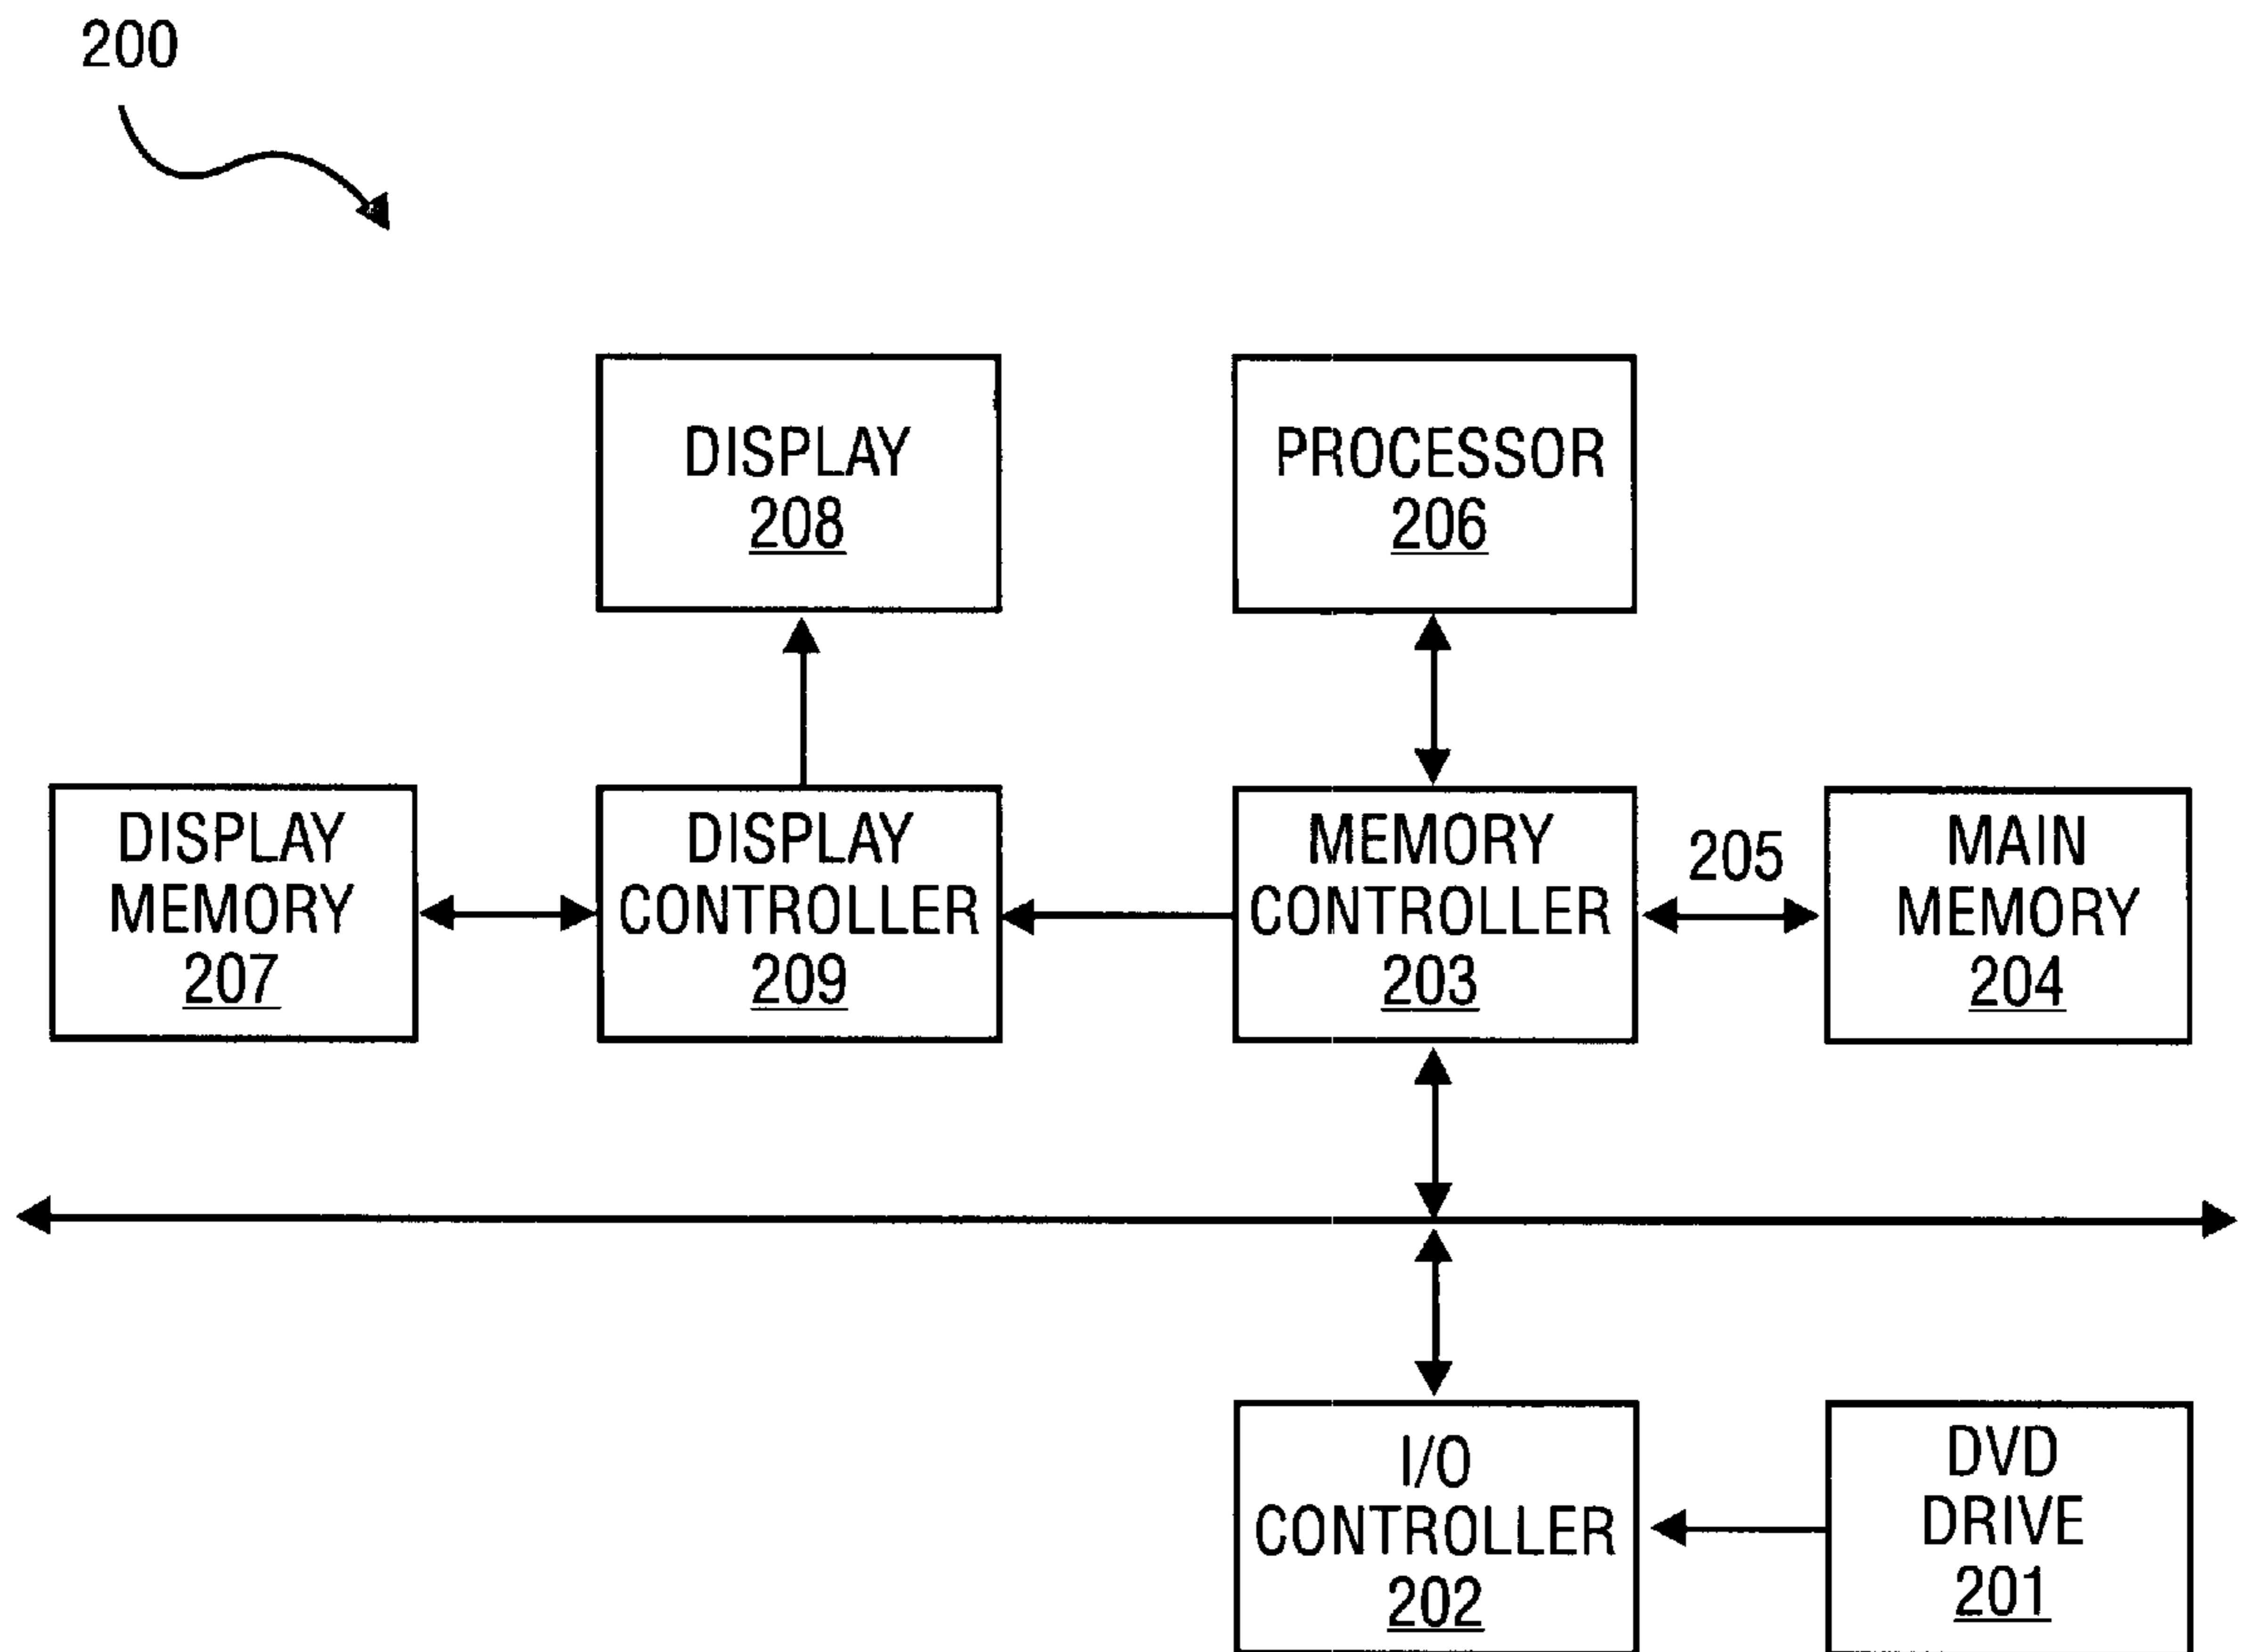 200
DISPLAY
208
PROCESSOR
206
DISPLAY
MEMORY
207
DISPLAY
CONTROLLER
209
MEMORY
CONTROLLER
203
205
MAIN
MEMORY
204
I/O
CONTROLLER
202
DVD
DRIVE
201